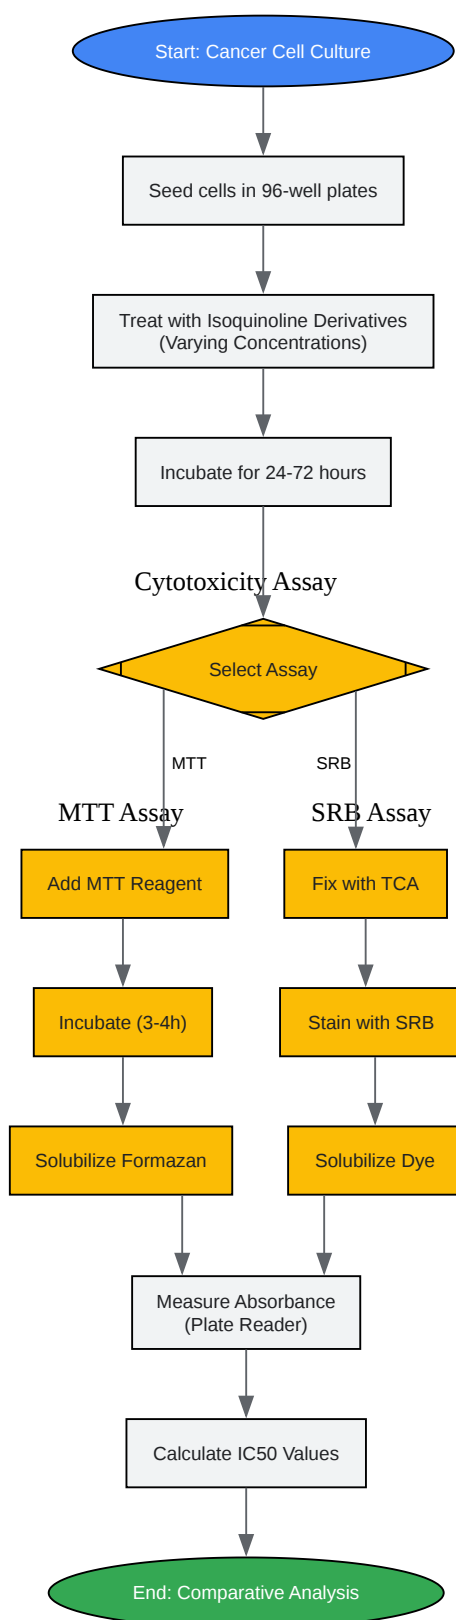 Start: Cancer Cell Culture
Seed cells in 96-well plates
Treat with Isoquinoline Derivatives
(Varying Concentrations)
Incubate for 24-72 hours
Cytotoxicity Assay
Select Assay
MTT
SRB
MTT Assay
SRB Assay
Add MTT Reagent
Fix with TCA
Incubate (3-4h)
Stain with SRB
Solubilize Formazan
Solubilize Dye
Measure Absorbance
(Plate Reader)
Calculate IC50 Values
End: Comparative Analysis